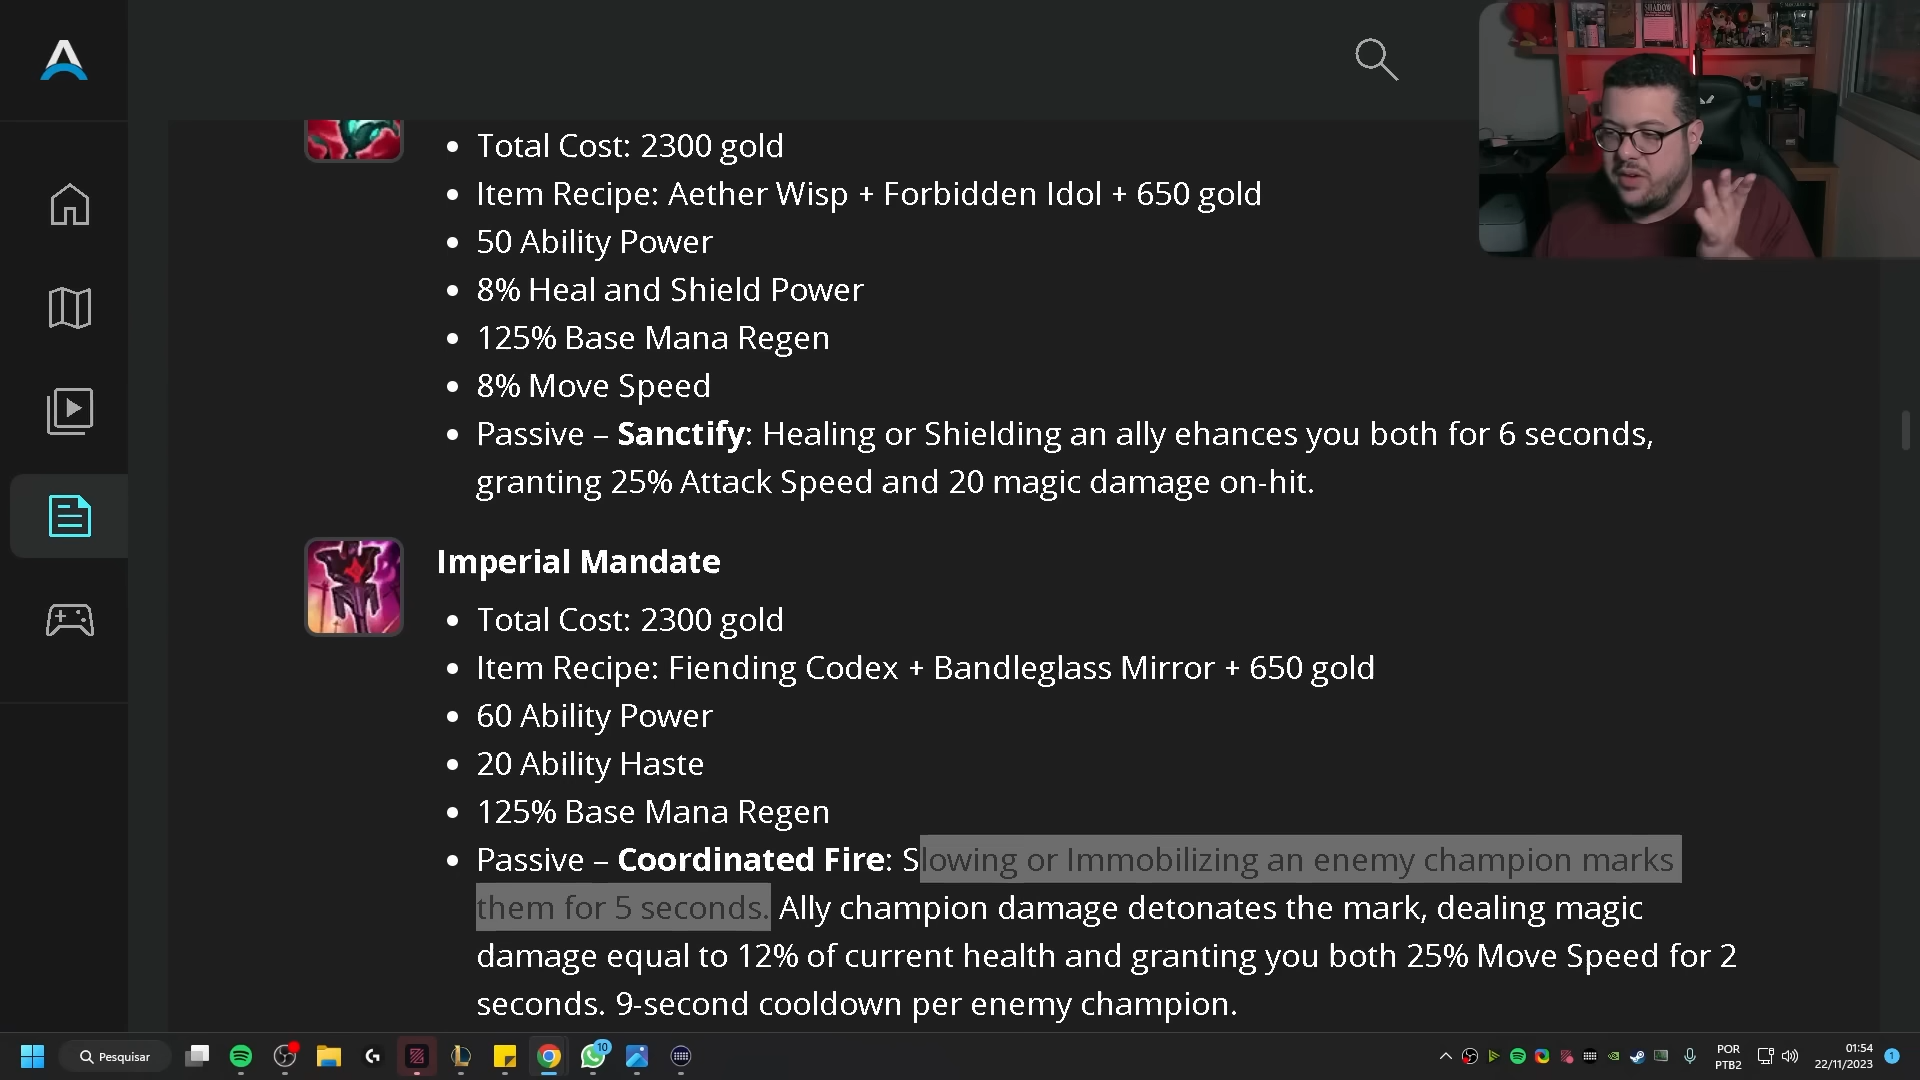 Total Cost: 2300 gold
Item Recipe: Aether Wisp + Forbidden Idol + 650 gold
50 Ability Power
8% Heal and Shield Power
125% Base Mana Regen
8% Move Speed
Passive – Sanctify: Healing or Shielding an ally ehances you both for 6 seconds,
granting 25% Attack Speed and 20 magic damage on-hit.
Imperial Mandate
Total Cost: 2300 gold
Item Recipe: Fiending Codex + Bandleglass Mirror + 650 gold
60 Ability Power
20 Ability Haste
125% Base Mana Regen
Passive – Coordinated Fire: Slowing or Immobilizing an enemy champion marks
them for 5 seconds. Ally champion damage detonates the mark, dealing magic
damage equal to 12% of current health and granting you both 25% Move Speed for 2
seconds. 9-second cooldown per enemy champion.
SHADOW
Pesquisar
10
POR
PTB2
01:54
22/11/2023
1